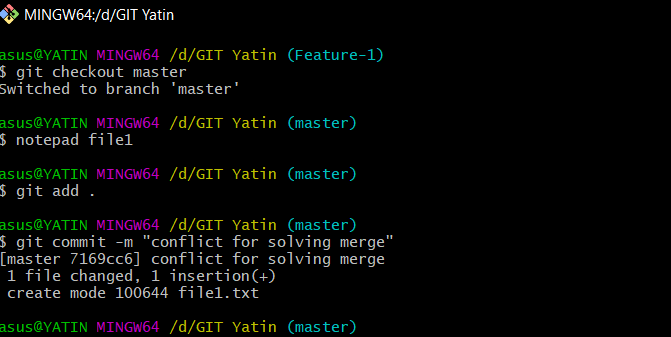 MINGW64:/d/GIT Yatin
asus@YATIN MINGW64 /d/GIT Yatin (Feature-1)
$ git checkout master
Switched to branch 'master'
asus@YATIN MINGW64 /d/GIT Yatin (master)
$ notepad file1
asus@YATIN MINGW64 /d/GIT Yatin (master)
$ git add .
asus@YATIN MINGW64 /d/GIT Yatin (master)
$ git commit -m "conflict for solving merge"
[master 7169cc6] conflict for solving merge
1 file changed, 1 insertion(+)
create mode 100644 file1.txt
asus@YATIN MINGW64 /d/GIT Yatin (master)